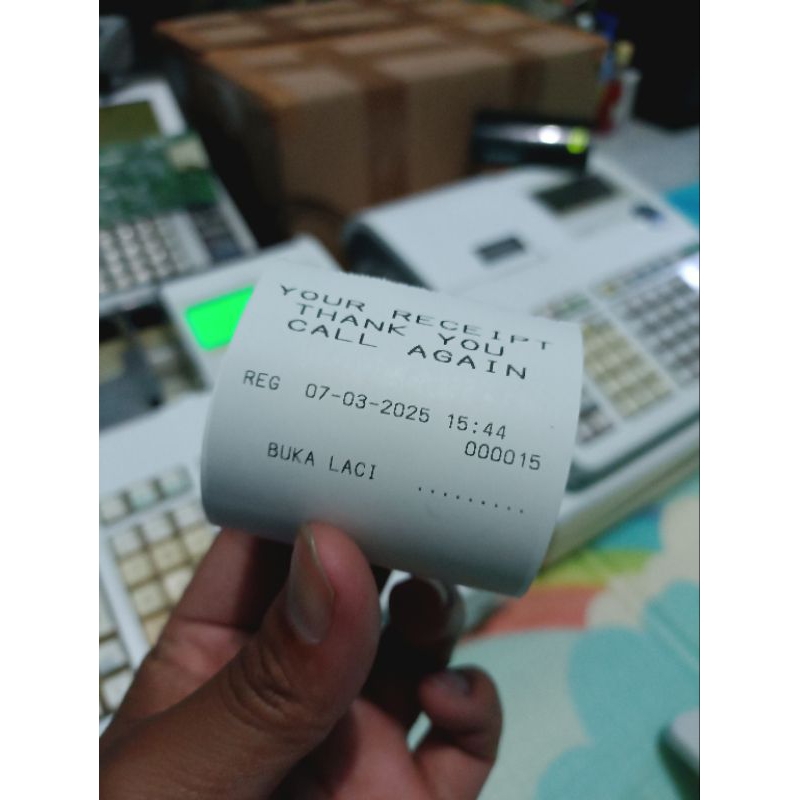 YOUR RECEIPT
THANK YOU
CALL AGAIN
REG 07-03-2025 15:44
000015
BUKA LACI .........